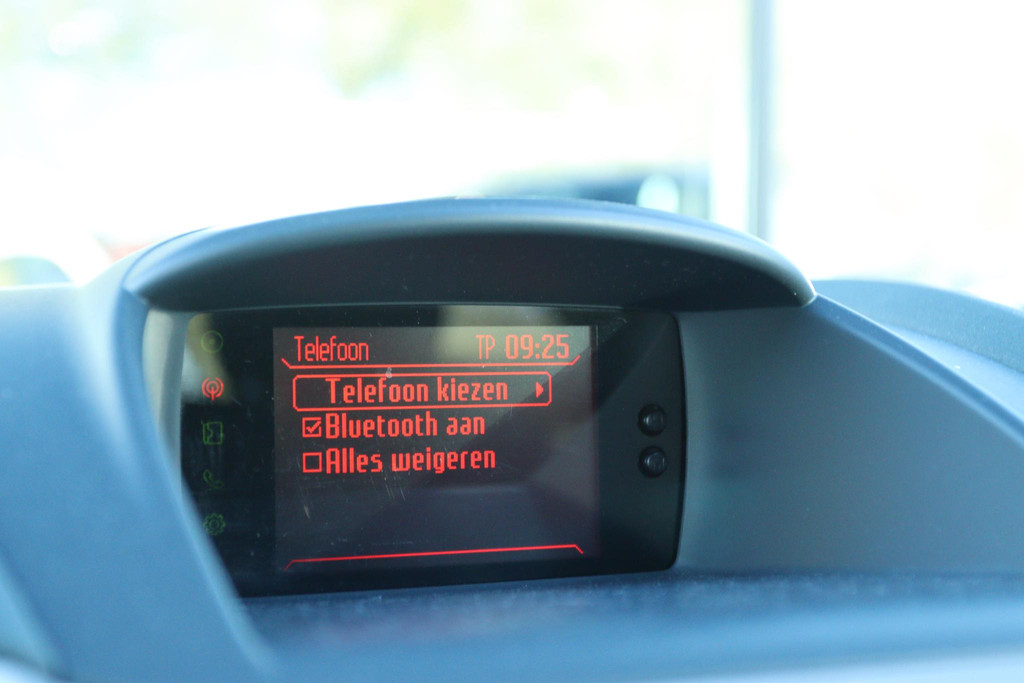 Telefoon TP 09:25
Telefoon kiezen
Bluetooth aan
Alles weigeren